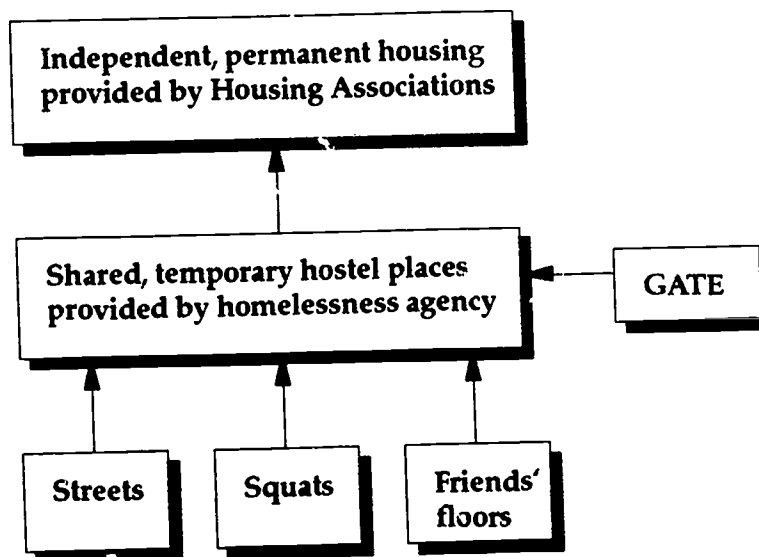 Independent, permanent housing
provided by Housing Associations
Shared, temporary hostel places
provided by homelessness agency
GATE
Streets
Squats
Friends‘
floors